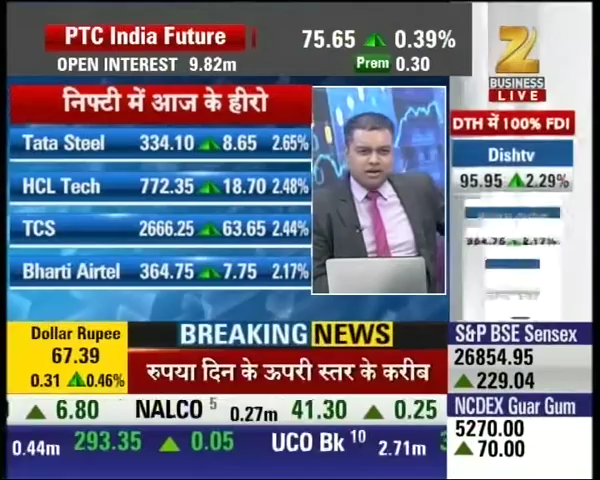 PTC India Future
75.65 0.39%
OPEN INTEREST 9.82m
Prem 0.30
Z
BUSINESS
LIVE
निफ्टी में आज के हीरो
Tata Steel 334.10 8.65 2.65%
HCL Tech 772.35 18.70 2.48%
TCS 2666.25 63.65 2.44%
Bharti Airtel 364.75 7.75 2.17%
DTH में 100% FDI
Dishtv
95.95 2.29%
Dollar Rupee
67.39
0.31 0.46%
BREAKING NEWS
रुपया दिन के ऊपरी स्तर के करीब
S&P BSE Sensex
26854.95
229.04
NCDEX Guar Gum
5270.00
70.00
6.80 NALCO 5 0.27m 41.30 0.25
0.44m 293.35 0.05 UCO Bk 10 2.71m